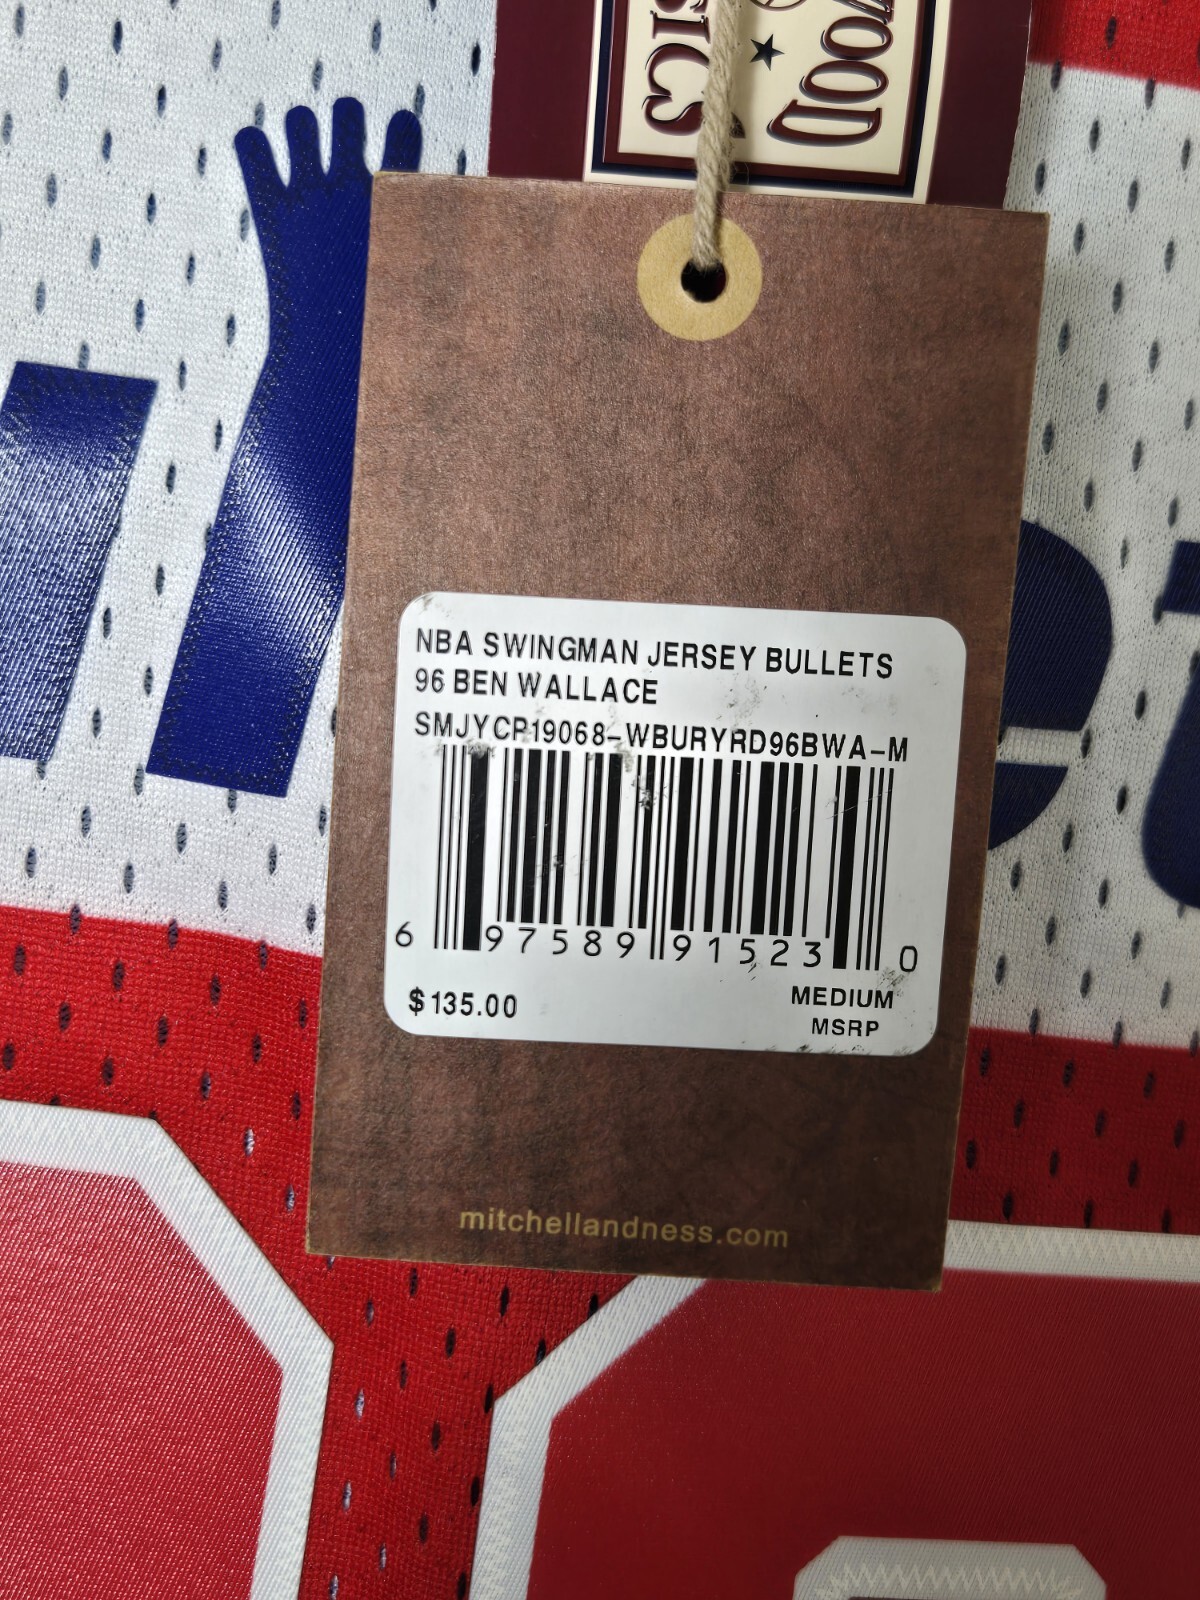 NBA SWINGMAN JERSEY BULLETS
96 BEN WALLACE
SMJYCP19068-WBURYRD96BWA-M
6 97589 91523 0
$135.00
MEDIUM
MSRP
mitchellandness.com